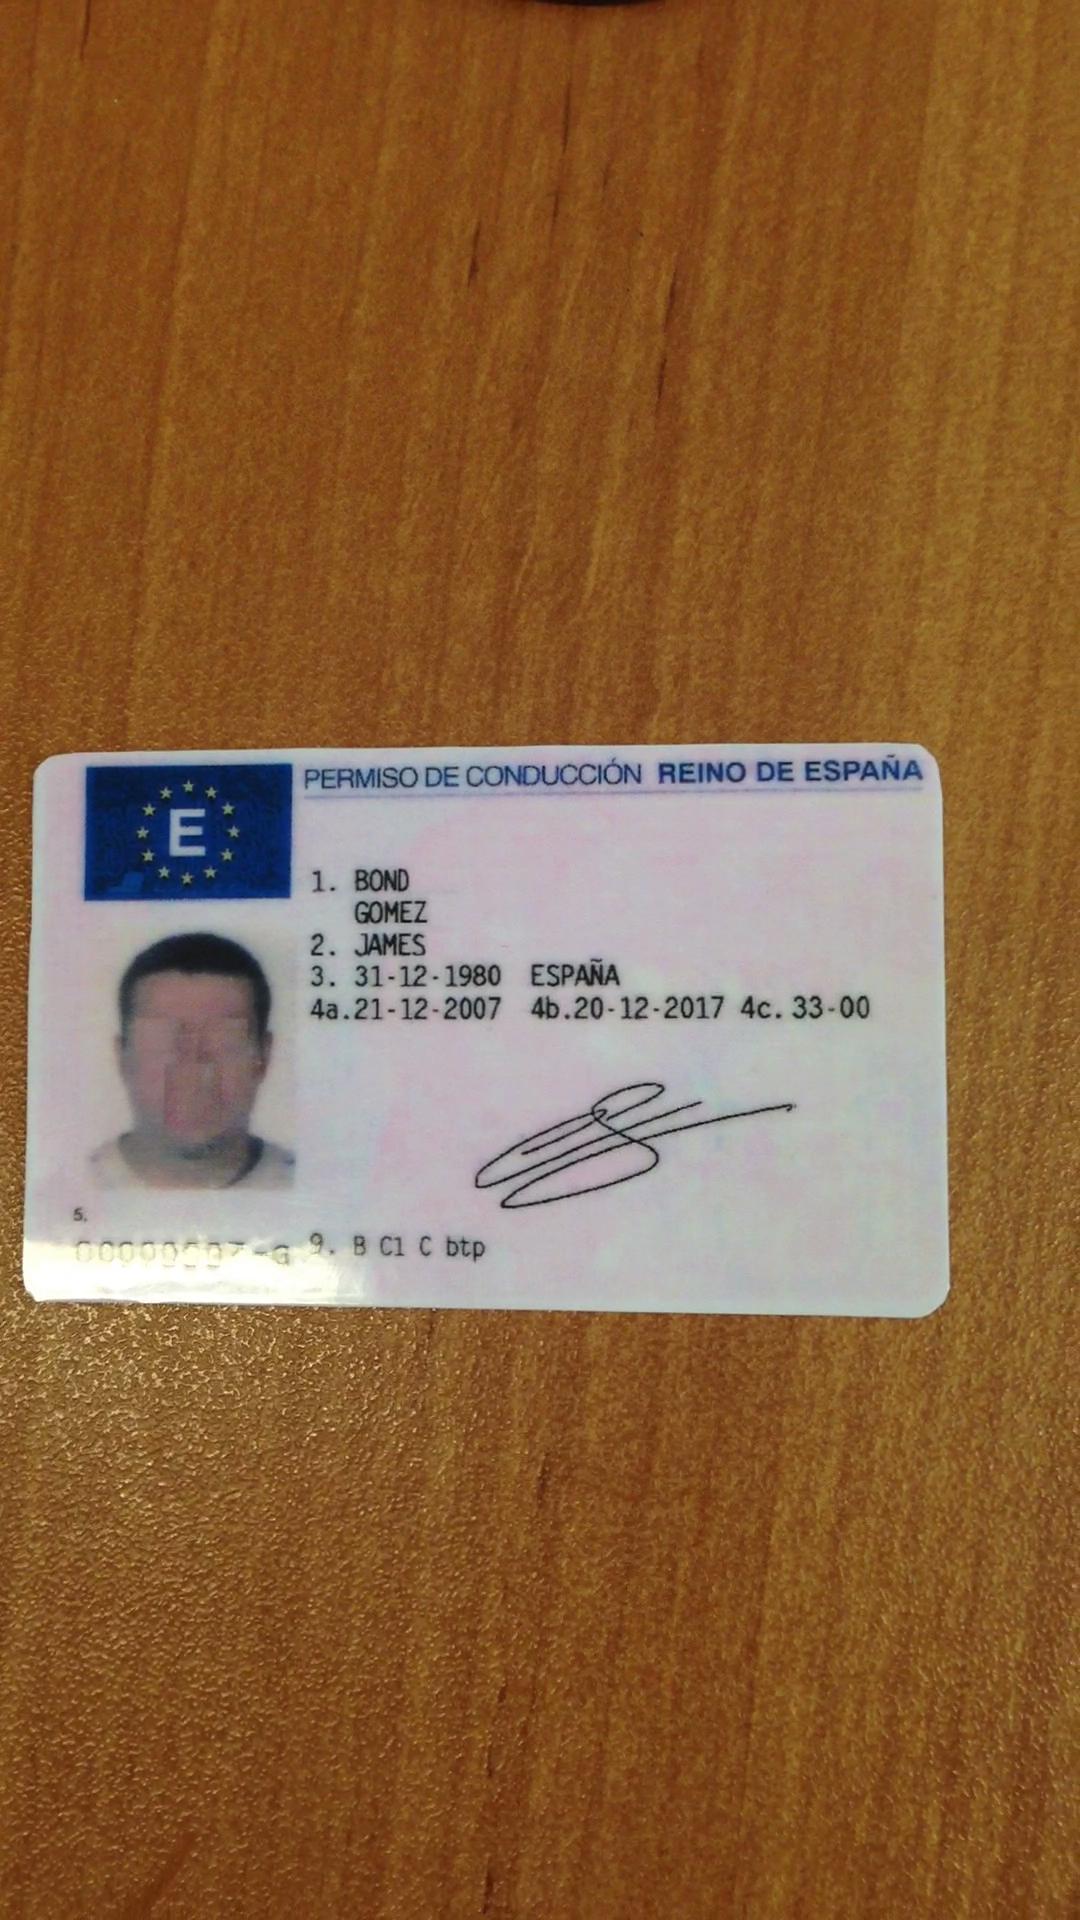 E
PERMISO DE CONDUCCIÓN REINO DE ESPAÑA
1. BOND
GOMEZ
2. JAMES
3. 31-12-1980 ESPAÑA
4a.21-12-2007 4b.20-12-2017 4c. 33-00
5.
9. B C1 C btp